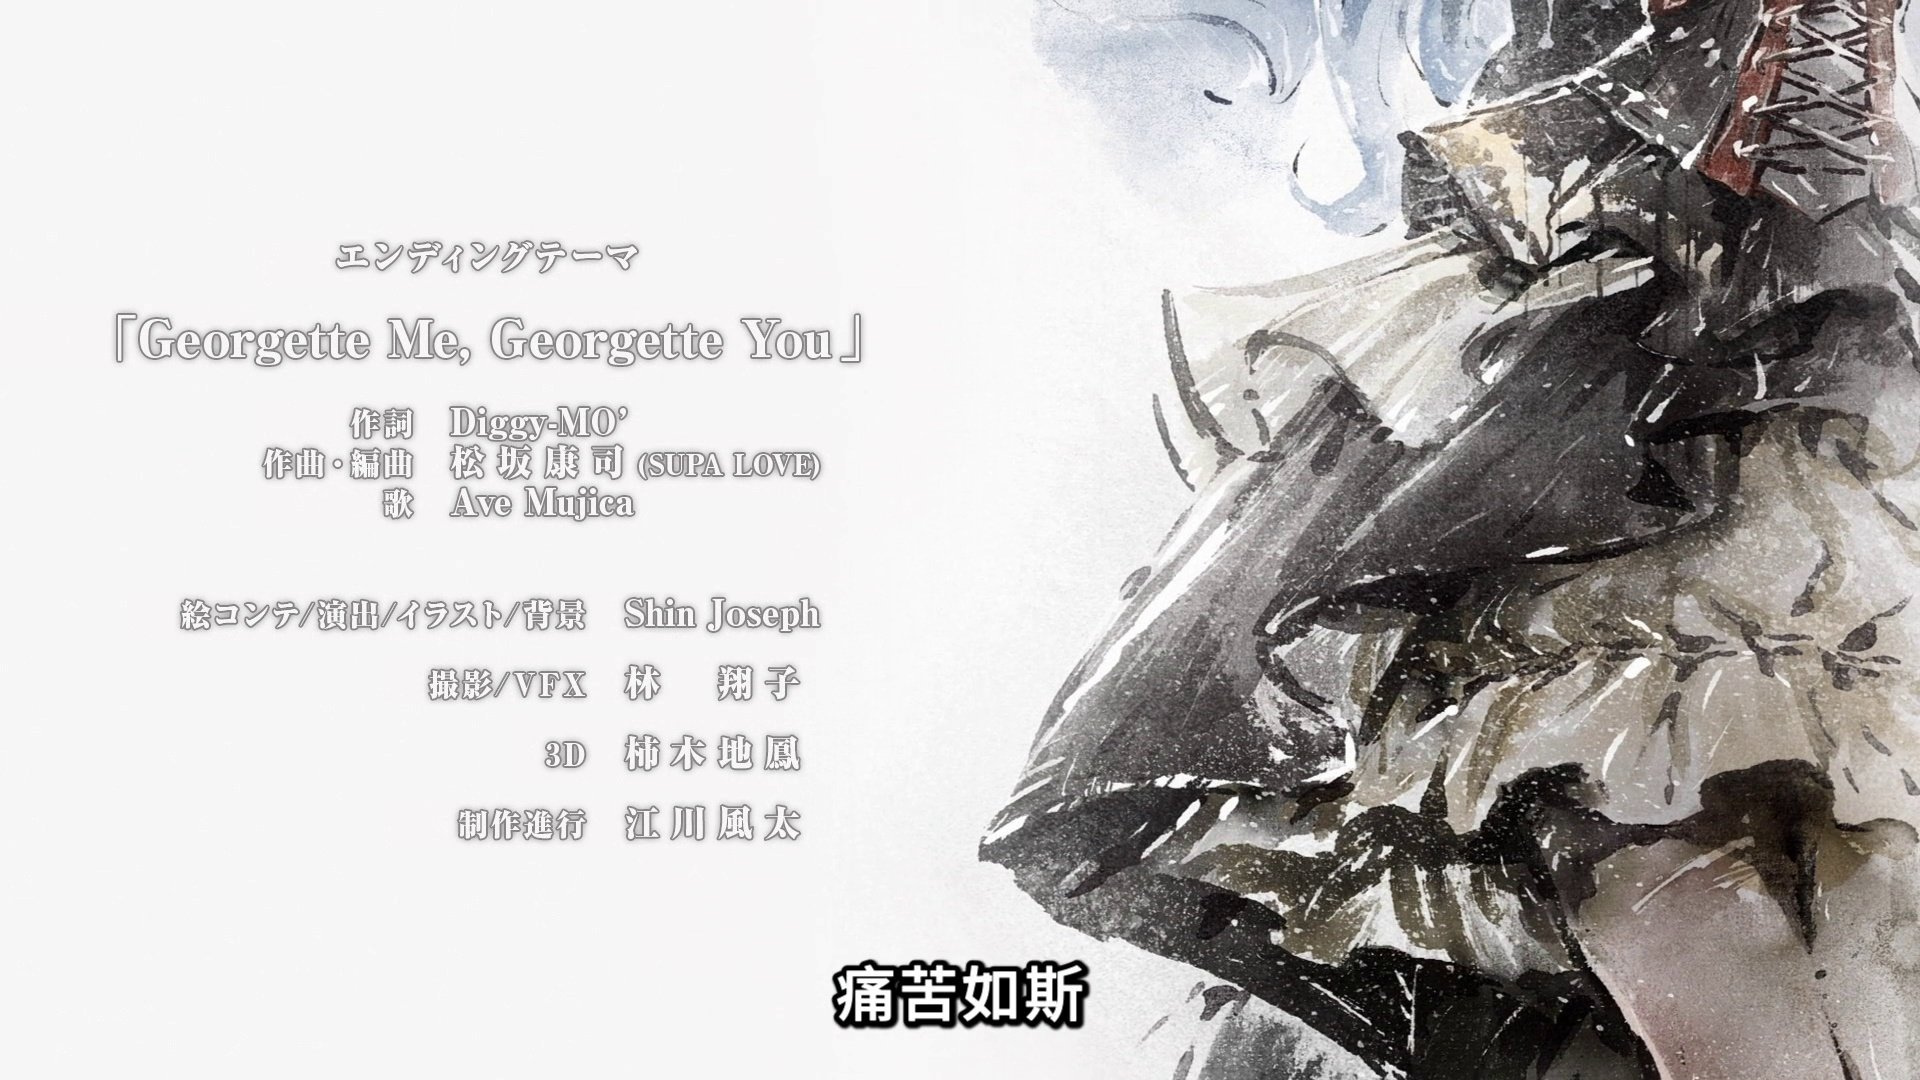 エンディングテーマ
「Georgette Me, Georgette You」
作詞　Diggy-MO’
作曲・編曲　松坂康司 (SUPA LOVE)
歌　Ave Mujica
絵コンテ/演出/イラスト/背景　Shin Joseph
撮影/VFX　林　翔子
3D　柿木地鳳
制作進行　江川風太
痛苦如斯